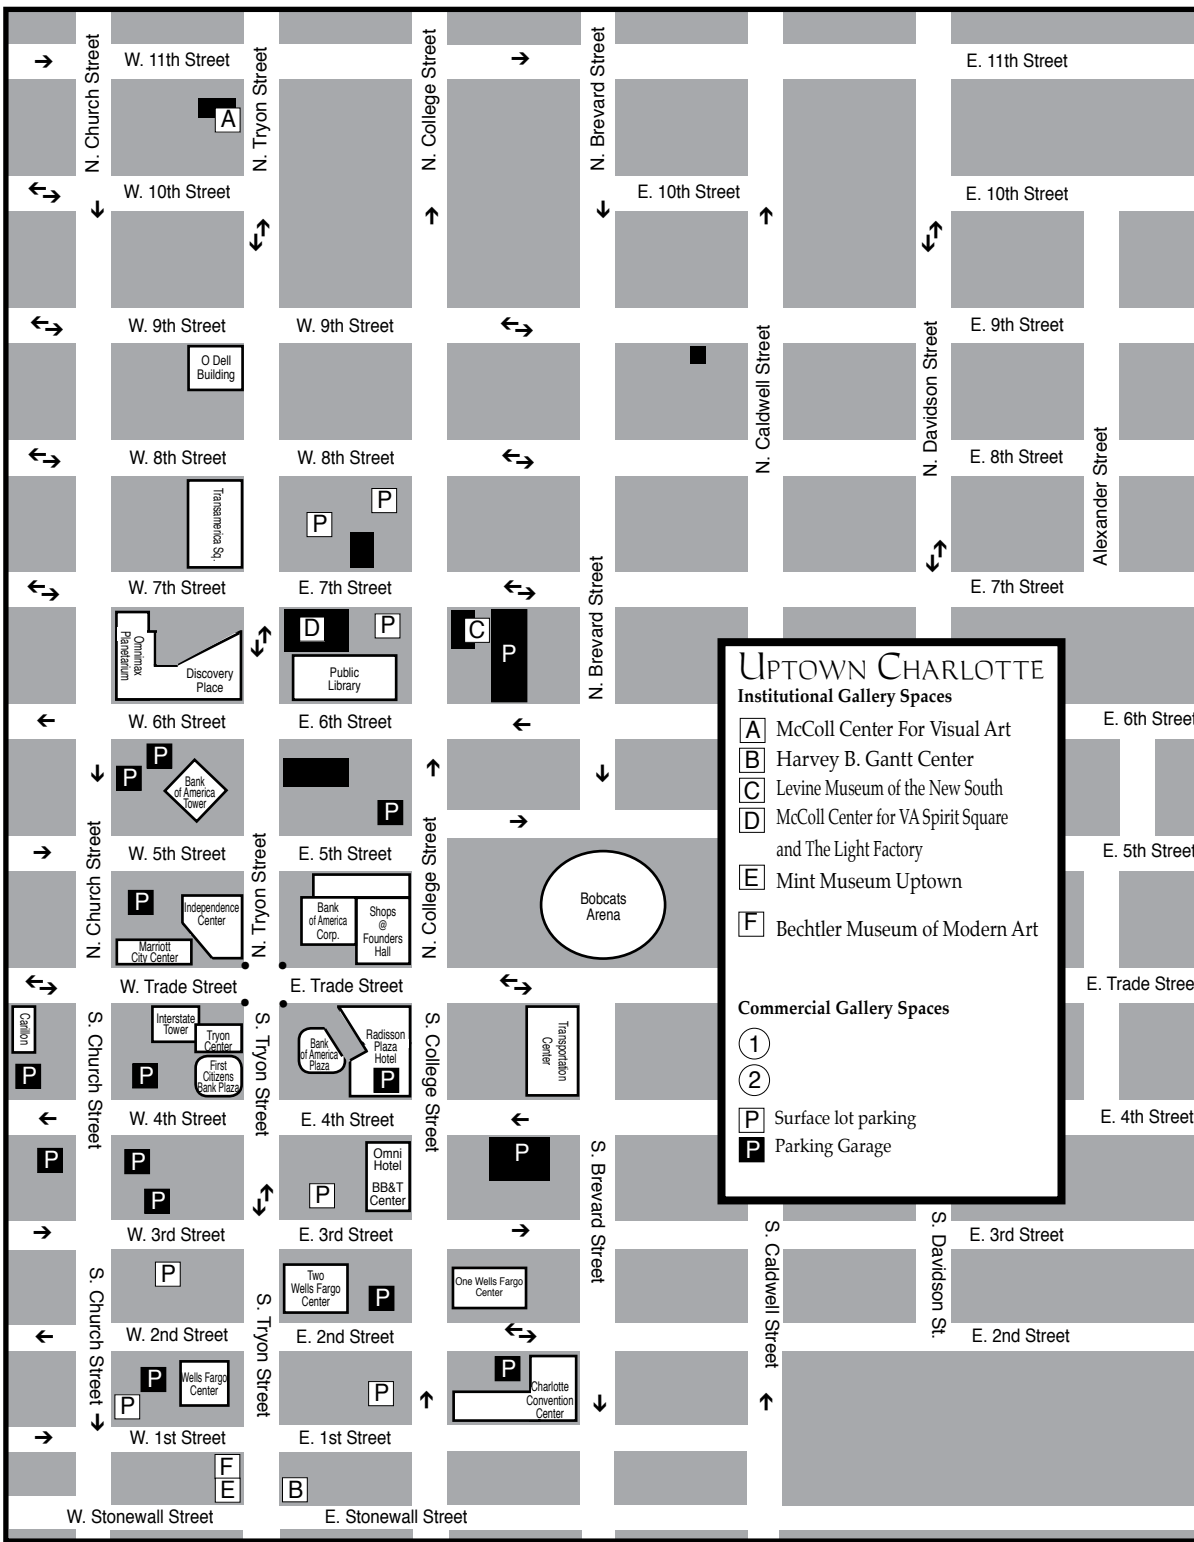 N. Church Street
N. Tryon Street
N. College Street
N. Brevard Street
W. 11th Street
E. 11th Street
A
W. 10th Street
E. 10th Street
E. 10th Street
W. 9th Street
W. 9th Street
E. 9th Street
N. Caldwell Street
N. Davidson Street
O Dell
Building
W. 8th Street
W. 8th Street
E. 8th Street
Alexander Street
Transamerica Sq.
P
P
W. 7th Street
E. 7th Street
E. 7th Street
N. Brevard Street
Omnimax
Planetarium
Discovery
Place
D
P
Public
Library
C
P
W. 6th Street
E. 6th Street
E. 6th Street
P
P
Bank
of America
Tower
P
N. Church Street
N. Tryon Street
N. College Street
W. 5th Street
E. 5th Street
E. 5th Street
P
Independence
Center
Marriott
City Center
Bank
of America
Corp.
Shops
@
Founders
Hall
Bobcats
Arena
W. Trade Street
E. Trade Street
E. Trade Stree
Carillon
P
S. Church Street
Interstate
Tower
Tryon
Center
P
First
Citizens
Bank Plaza
S. Tryon Street
Bank
of America
Plaza
Radisson
Plaza
Hotel
P
S. College Street
Transportation
Center
W. 4th Street
E. 4th Street
E. 4th Street
P
P
P
P
Omni
Hotel
BB&T
Center
P
S. Brevard Street
W. 3rd Street
E. 3rd Street
E. 3rd Street
S. Caldwell Street
S. Davidson St.
S. Church Street
P
S. Tryon Street
Two
Wells Fargo
Center
P
One Wells Fargo
Center
W. 2nd Street
E. 2nd Street
E. 2nd Street
P
P
Wells Fargo
Center
P
P
Charlotte
Convention
Center
W. 1st Street
E. 1st Street
F
E
B
W. Stonewall Street
E. Stonewall Street
UPTOWN CHARLOTTE
Institutional Gallery Spaces
A McColl Center For Visual Art
B Harvey B. Gantt Center
C Levine Museum of the New South
D McColl Center for VA Spirit Square
and The Light Factory
E Mint Museum Uptown
F Bechtler Museum of Modern Art
Commercial Gallery Spaces
1
2
P Surface lot parking
P Parking Garage